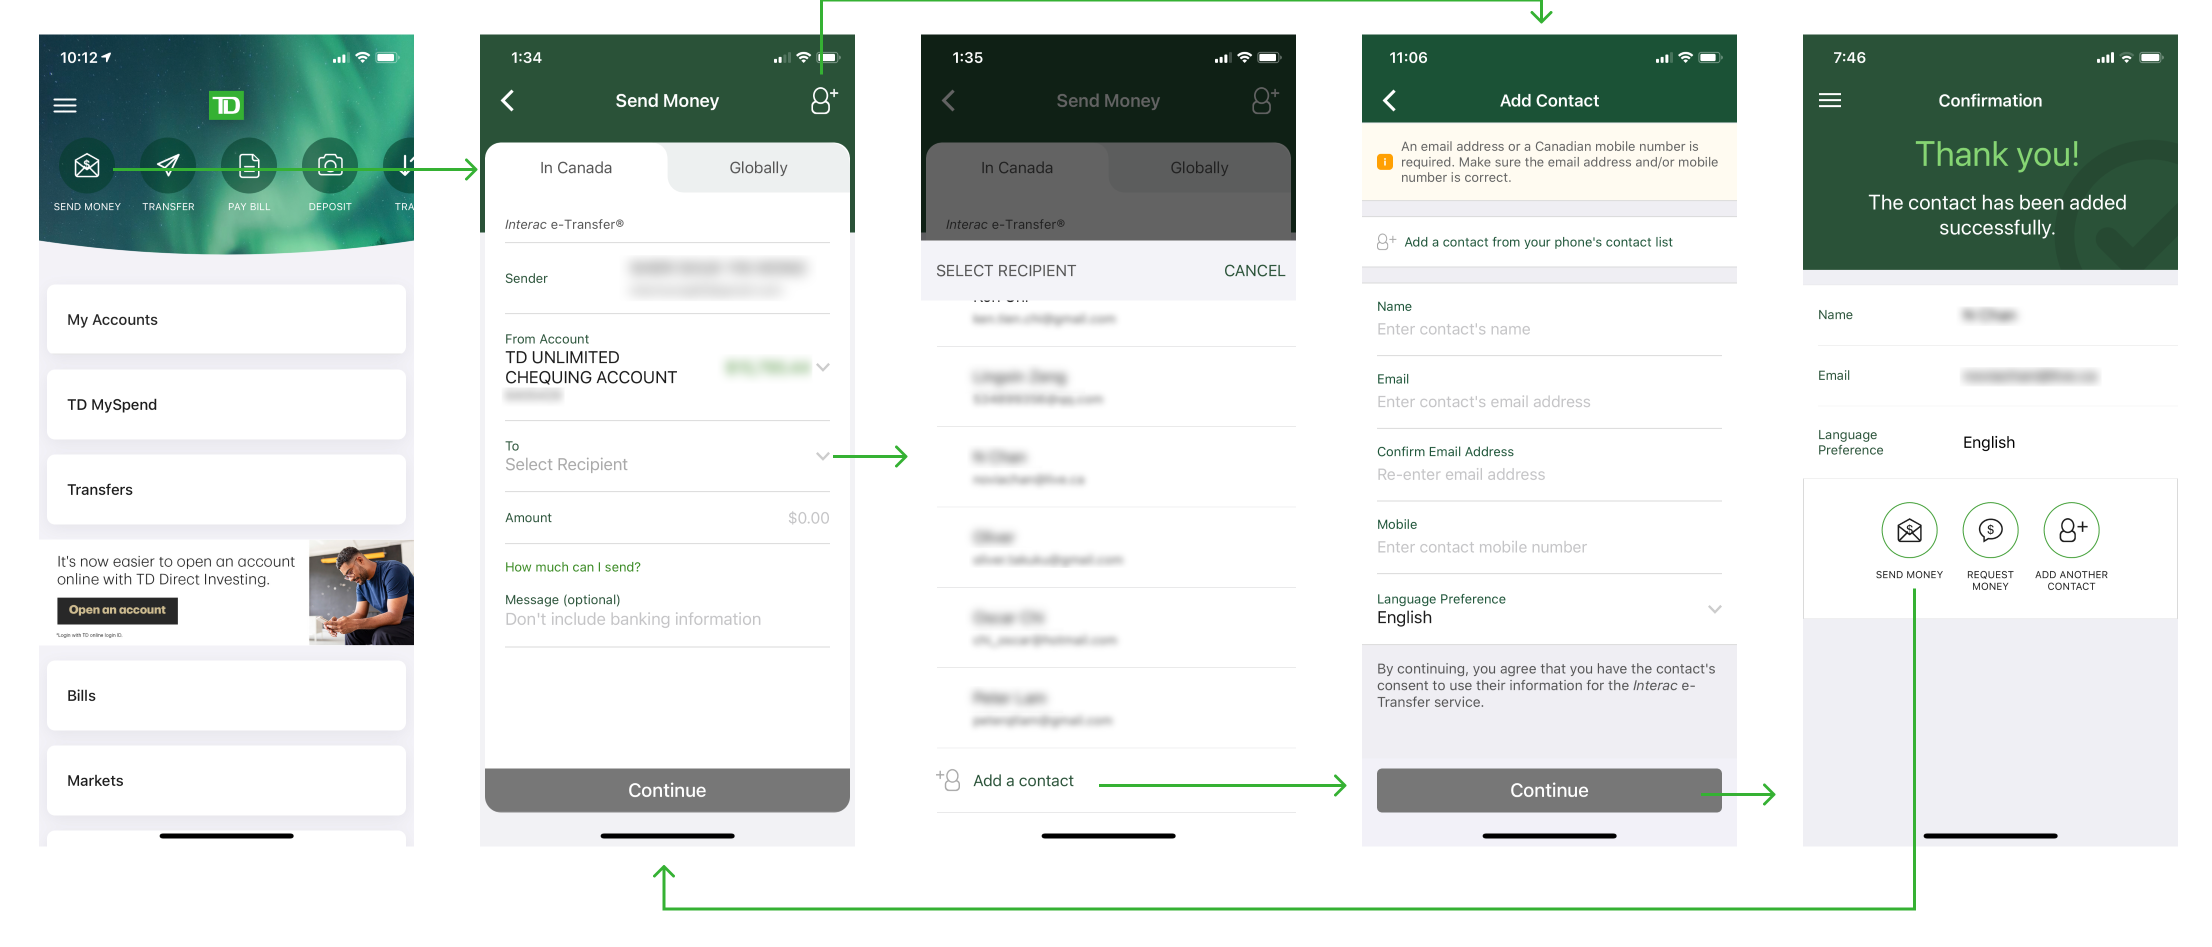 10:12
TD
SEND MONEY
TRANSFER
PAY BILL
DEPOSIT
TRA
My Accounts
TD MySpend
Transfers
It's now easier to open an account
online with TD Direct Investing.
Open an account
*Login with TD online login ID.
Bills
Markets
1:34
Send Money
In Canada
Globally
Interac e-Transfer®
Sender
From Account
TD UNLIMITED
CHEQUING ACCOUNT
To
Select Recipient
Amount
$0.00
How much can I send?
Message (optional)
Don't include banking information
Continue
1:35
Send Money
In Canada
Globally
Interac e-Transfer®
SELECT RECIPIENT
CANCEL
Add a contact
11:06
Add Contact
An email address or a Canadian mobile number is
required. Make sure the email address and/or mobile
number is correct.
Add a contact from your phone's contact list
Name
Enter contact's name
Email
Enter contact's email address
Confirm Email Address
Re-enter email address
Mobile
Enter contact mobile number
Language Preference
English
By continuing, you agree that you have the contact's
consent to use their information for the Interac e-
Transfer service.
Continue
7:46
Confirmation
Thank you!
The contact has been added
successfully.
Name
Email
Language
Preference
English
SEND MONEY
REQUEST
MONEY
ADD ANOTHER
CONTACT